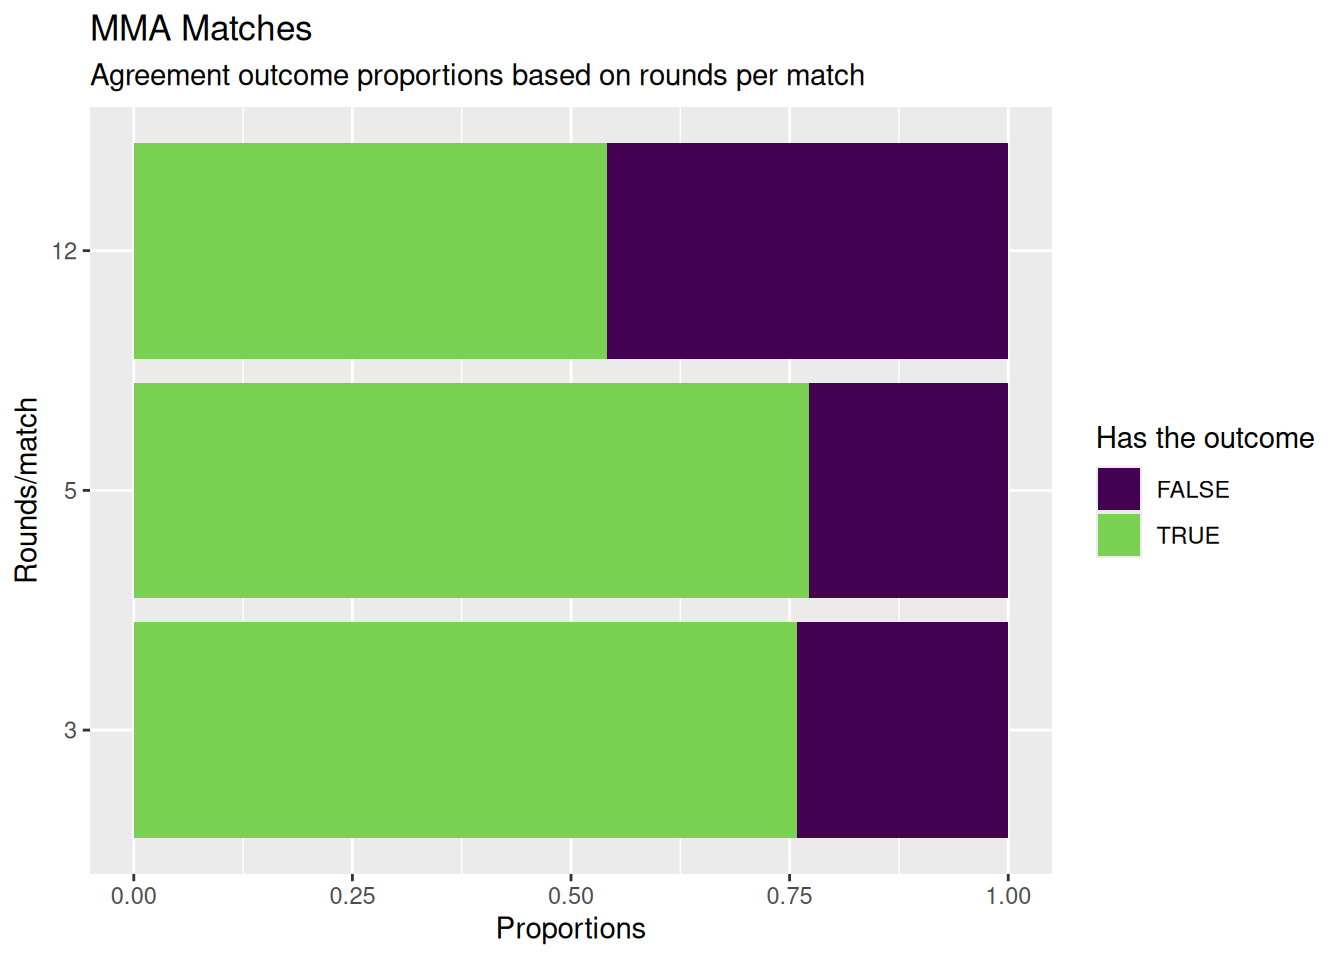 MMA Matches
Agreement outcome proportions based on rounds per match
12
5
3
Rounds/match
0.00 0.25 0.50 0.75 1.00
Proportions
Has the outcome
FALSE
TRUE